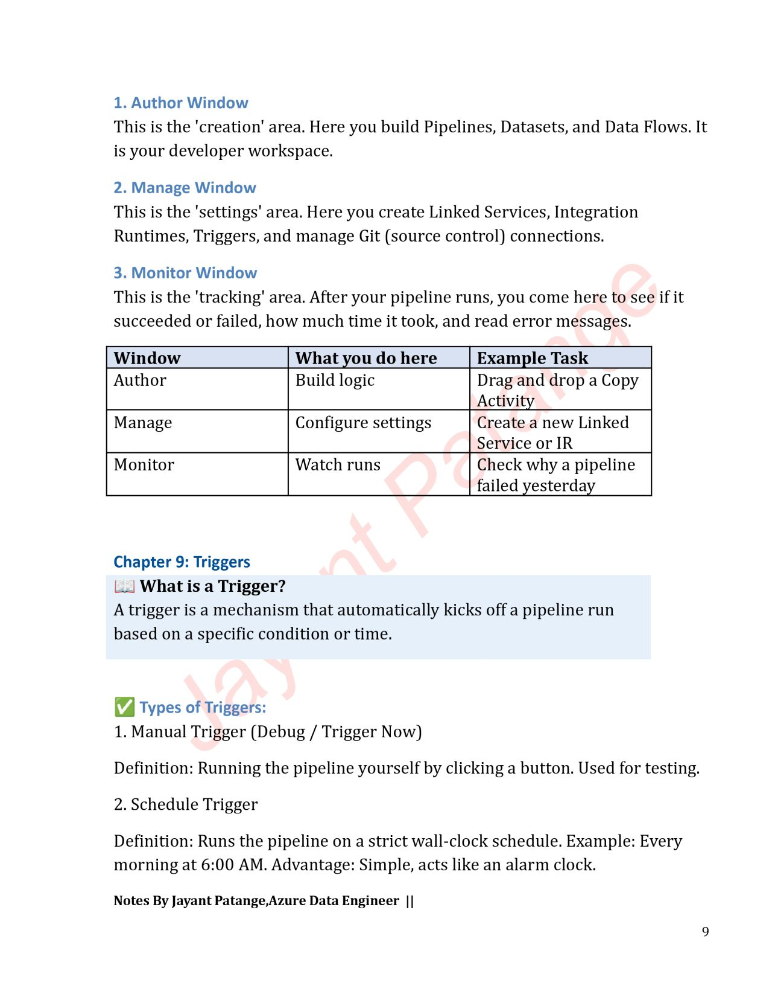 1. Author Window
This is the 'creation' area. Here you build Pipelines, Datasets, and Data Flows. It
is your developer workspace.
2. Manage Window
This is the 'settings' area. Here you create Linked Services, Integration
Runtimes, Triggers, and manage Git (source control) connections.
3. Monitor Window
This is the 'tracking' area. After your pipeline runs, you come here to see if it
succeeded or failed, how much time it took, and read error messages.
Window What you do here Example Task
Author Build logic Drag and drop a Copy
Activity
Manage Configure settings Create a new Linked
Service or IR
Monitor Watch runs Check why a pipeline
failed yesterday
Chapter 9: Triggers
📖 What is a Trigger?
A trigger is a mechanism that automatically kicks off a pipeline run
based on a specific condition or time.
✅ Types of Triggers:
1. Manual Trigger (Debug / Trigger Now)
Definition: Running the pipeline yourself by clicking a button. Used for testing.
2. Schedule Trigger
Definition: Runs the pipeline on a strict wall-clock schedule. Example: Every
morning at 6:00 AM. Advantage: Simple, acts like an alarm clock.
Notes By Jayant Patange,Azure Data Engineer ||
9
Jayant Patange